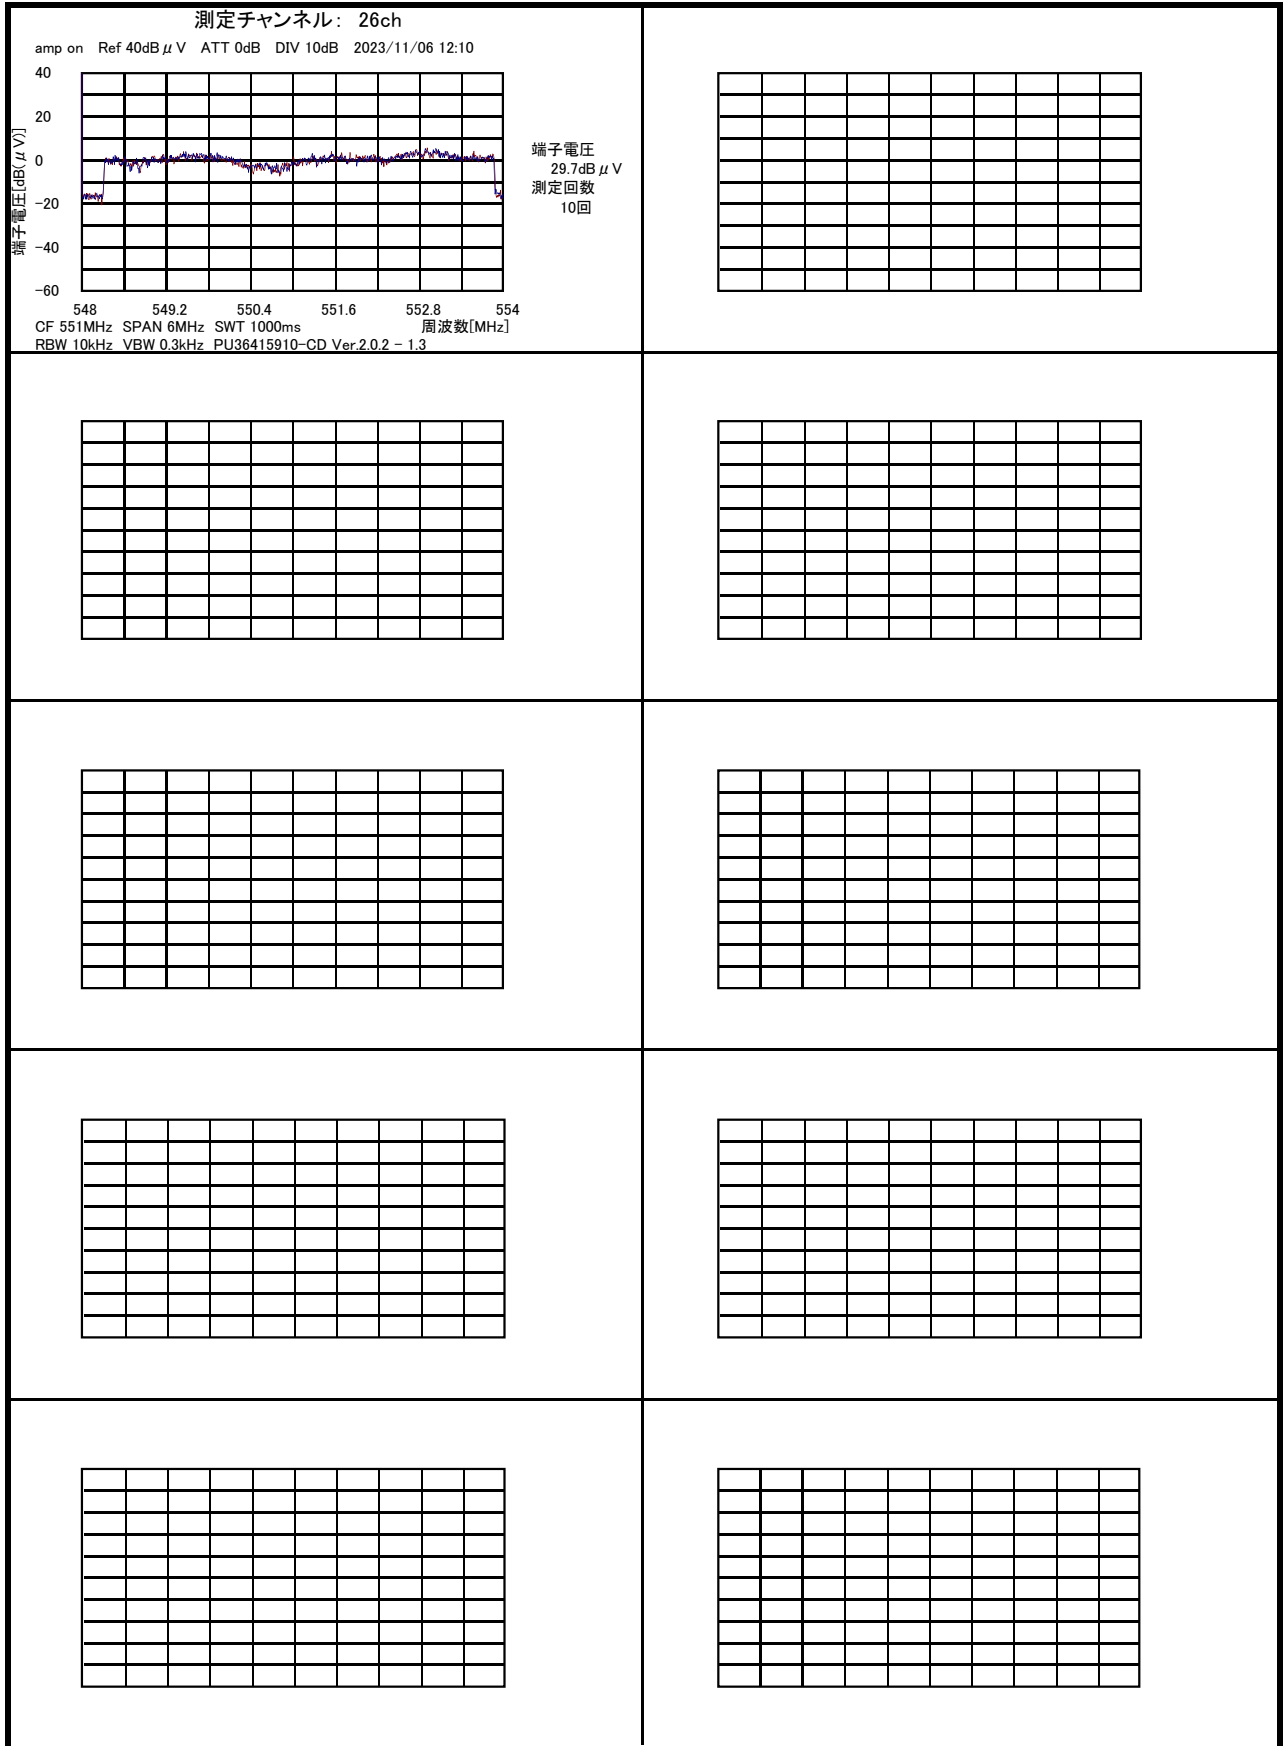 測定チャンネル： 26ch
amp on Ref 40dBμV ATT 0dB DIV 10dB 2023/11/06 12:10
40
20
0
-20
-40
-60
端子電圧[dB(μV)]
端子電圧
29.7dBμV
測定回数
10回
548 549.2 550.4 551.6 552.8 554
CF 551MHz SPAN 6MHz SWT 1000ms 周波数[MHz]
RBW 10kHz VBW 0.3kHz PU36415910-CD Ver.2.0.2 - 1.3